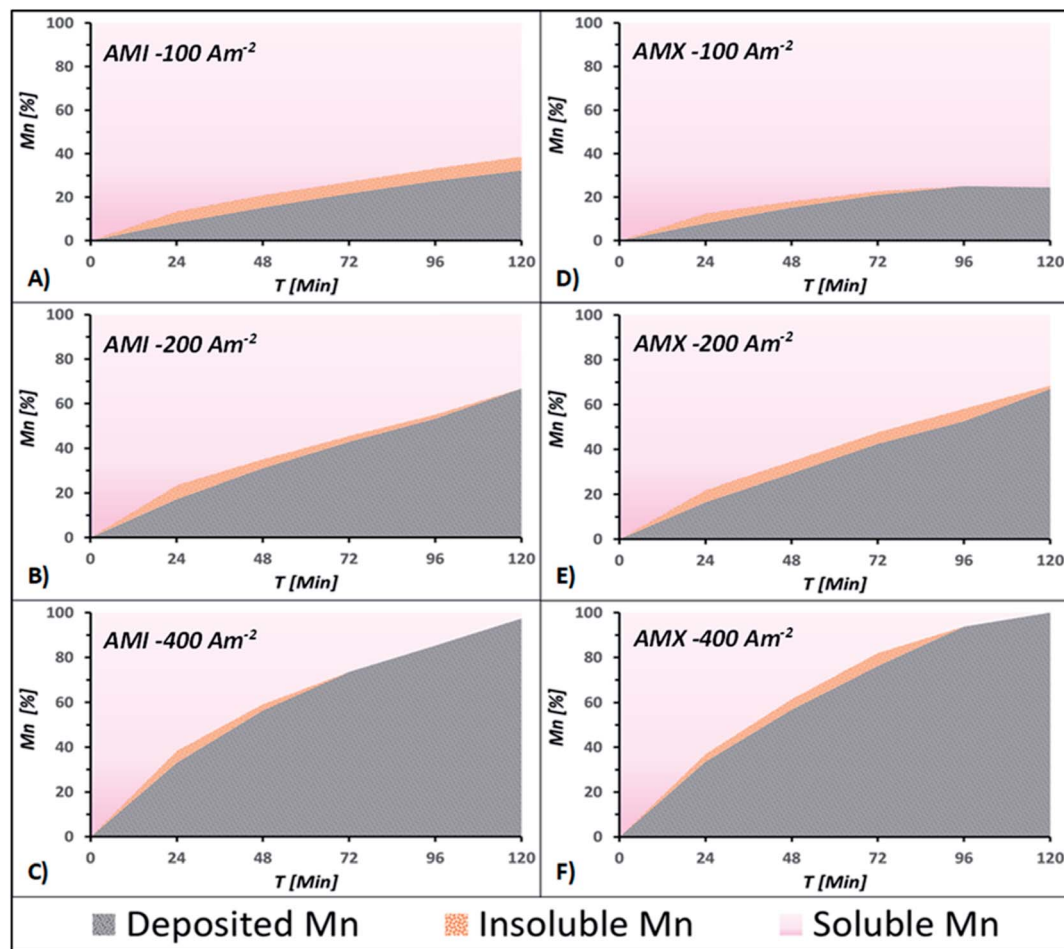 AMI -100 Am⁻²
Mn [%]
100
80
60
40
20
0
0 24 48 72 96 120
T [Min]
A)
AMX -100 Am⁻²
Mn [%]
100
80
60
40
20
0
0 24 48 72 96 120
T [Min]
D)
AMI -200 Am⁻²
Mn [%]
100
80
60
40
20
0
0 24 48 72 96 120
T [Min]
B)
AMX -200 Am⁻²
Mn [%]
100
80
60
40
20
0
0 24 48 72 96 120
T [Min]
E)
AMI -400 Am⁻²
Mn [%]
100
80
60
40
20
0
0 24 48 72 96 120
T [Min]
C)
AMX -400 Am⁻²
Mn [%]
100
80
60
40
20
0
0 24 48 72 96 120
T [Min]
F)
Deposited Mn Insoluble Mn Soluble Mn